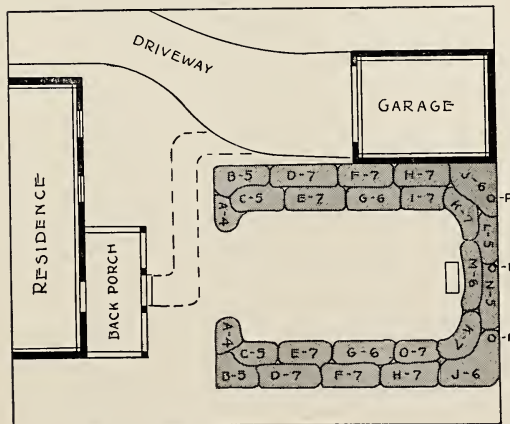 DRIVEWAY
GARAGE
RESIDENCE
BACK PORCH
B-5 D-7 F-7 H-7 J-6
A-4 C-5 E-7 G-6 I-7 K-7
O-P
L-5
M-6
O-P
N-5
O-P
A-4 C-5 E-7 G-6 O-7 K-7
B-5 D-7 F-7 H-7 J-6